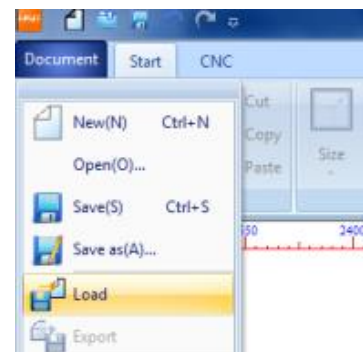 Document Start CNC
New(N) Ctrl+N
Open(O)...
Save(S) Ctrl+S
Save as(A)...
Load
Export
Cut
Copy
Paste
Size
2400